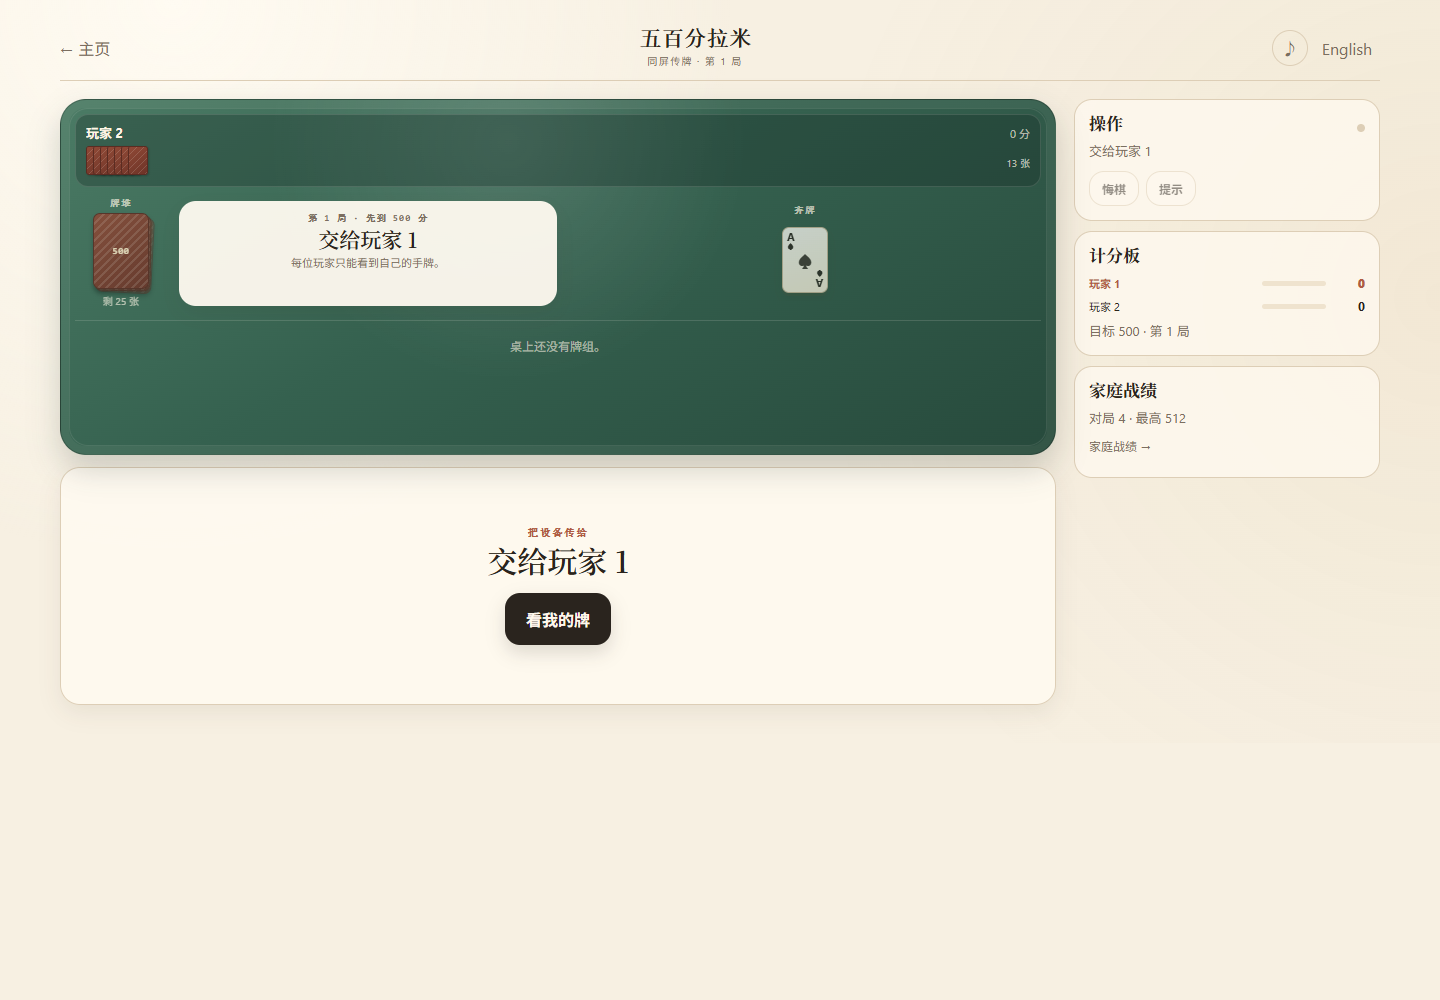 ← 主页
五百分拉米
同屏传牌 · 第 1 局
♪
English
玩家 2
0 分
13 张
牌堆
500
剩 25 张
第 1 局 · 先到 500 分
交给玩家 1
每位玩家只能看到自己的手牌。
弃牌
A
A
桌上还没有牌组。
把设备传给
交给玩家 1
看我的牌
操作
交给玩家 1
悔棋
提示
计分板
玩家 1
0
玩家 2
0
目标 500 · 第 1 局
家庭战绩
对局 4 · 最高 512
家庭战绩 →